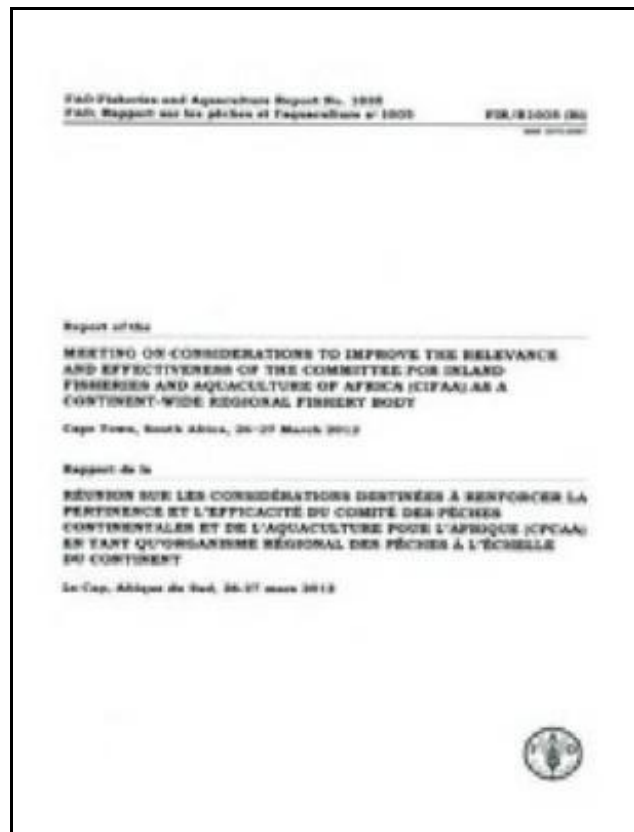 FAO Fisheries and Aquaculture Report No. 1005
FAO, Rapport sur les pêches et l'aquaculture n° 1005
FIR/R1005 (Bi)
ISSN
Report of the
MEETING ON CONSIDERATIONS TO IMPROVE THE RELEVANCE
AND EFFECTIVENESS OF THE COMMITTEE FOR INLAND
FISHERIES AND AQUACULTURE OF AFRICA (CIFAA) AS A
CONTINENT-WIDE REGIONAL FISHERY BODY
Cape Town, South Africa, 26–27 March 2012
Rapport de la
RÉUNION SUR LES CONSIDÉRATIONS DESTINÉES À RENFORCER LA
PERTINENCE ET L'EFFICACITÉ DU COMITÉ DES PÊCHES
CONTINENTALES ET DE L'AQUACULTURE POUR L'AFRIQUE (CPCAA)
EN TANT QU'ORGANISME RÉGIONAL DES PÊCHES À L'ÉCHELLE
DU CONTINENT
Le Cap, Afrique du Sud, 26-27 mars 2012